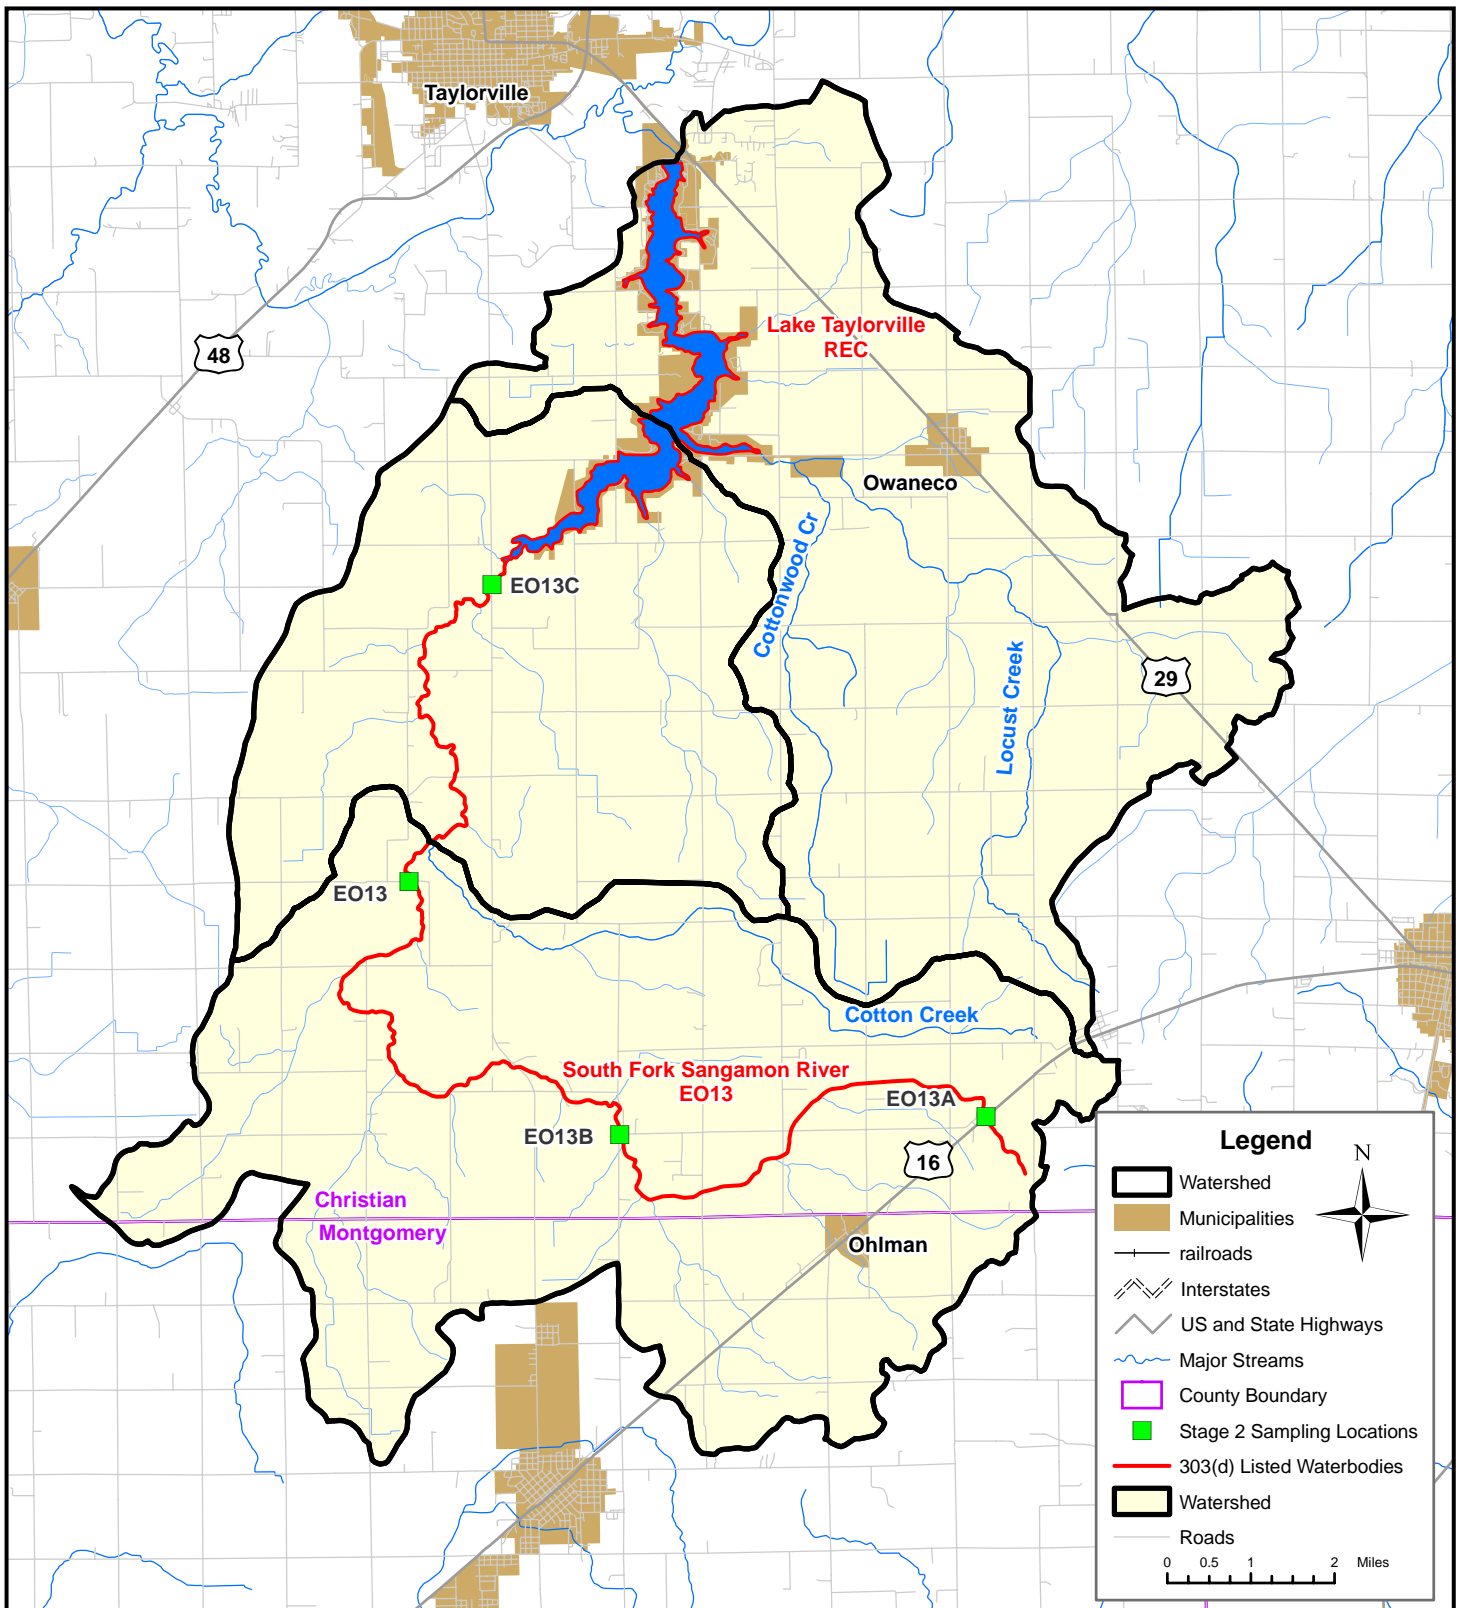 Taylorville
48
Lake Taylorville
REC
Owaneco
Cottonwood Cr
EO13C
Locust Creek
29
EO13
Cotton Creek
South Fork Sangamon River
EO13
EO13A
EO13B
16
Christian
Montgomery
Ohlman
Legend
N
Watershed
Municipalities
railroads
Interstates
US and State Highways
Major Streams
County Boundary
Stage 2 Sampling Locations
303(d) Listed Waterbodies
Watershed
Roads
0 0.5 1 2 Miles